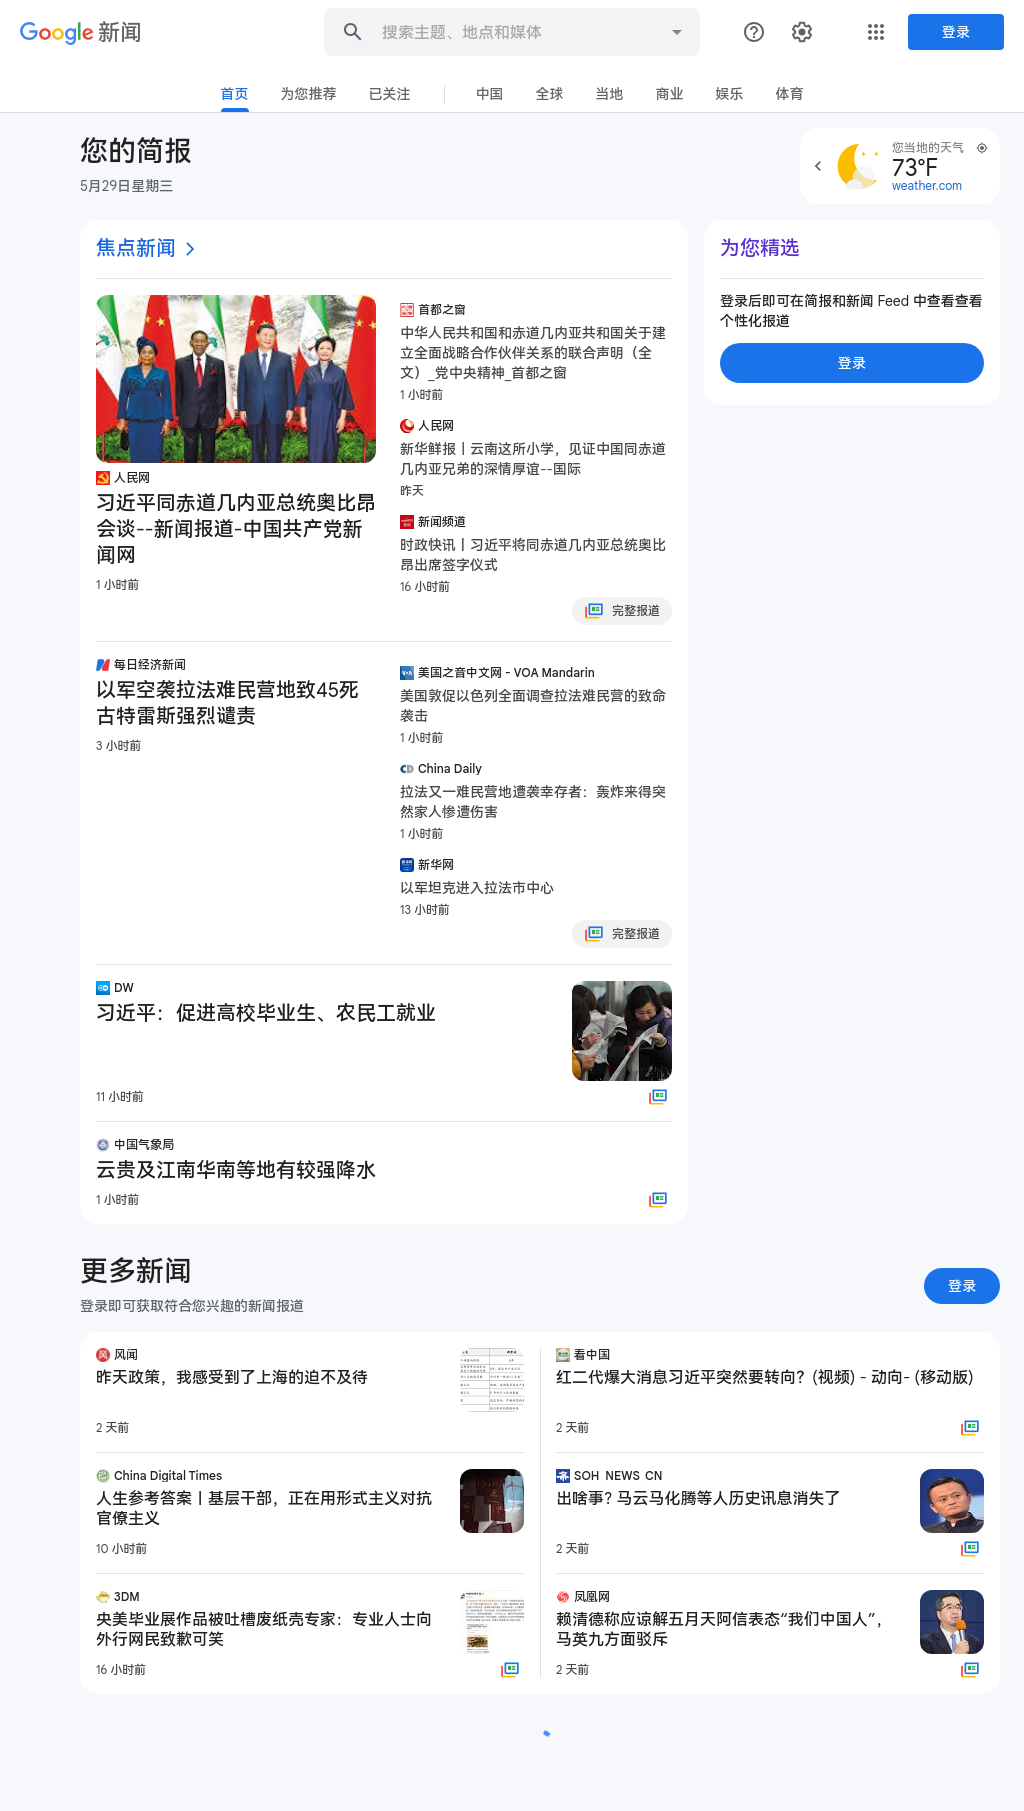 Google 新闻
搜索主题、地点和媒体
登录
首页
为您推荐
已关注
中国
全球
当地
商业
娱乐
体育
您的简报
5月29日星期三
您当地的天气
73°F
weather.com
焦点新闻
人民网
习近平同赤道几内亚总统奥比昂
会谈--新闻报道-中国共产党新
闻网
1 小时前
首都之窗
中华人民共和国和赤道几内亚共和国关于建
立全面战略合作伙伴关系的联合声明（全
文）_党中央精神_首都之窗
1 小时前
人民网
新华鲜报丨云南这所小学，见证中国同赤道
几内亚兄弟的深情厚谊--国际
昨天
新闻频道
时政快讯丨习近平将同赤道几内亚总统奥比
昂出席签字仪式
16 小时前
完整报道
为您精选
登录后即可在简报和新闻 Feed 中查看查看
个性化报道
登录
每日经济新闻
以军空袭拉法难民营地致45死
古特雷斯强烈谴责
3 小时前
美国之音中文网 - VOA Mandarin
美国敦促以色列全面调查拉法难民营的致命
袭击
1 小时前
China Daily
拉法又一难民营地遭袭幸存者：轰炸来得突
然家人惨遭伤害
1 小时前
新华网
以军坦克进入拉法市中心
13 小时前
完整报道
DW
习近平：促进高校毕业生、农民工就业
11 小时前
中国气象局
云贵及江南华南等地有较强降水
1 小时前
更多新闻
登录即可获取符合您兴趣的新闻报道
登录
风闻
昨天政策，我感受到了上海的迫不及待
2 天前
看中国
红二代爆大消息习近平突然要转向？(视频) - 动向- (移动版)
2 天前
China Digital Times
人生参考答案丨基层干部，正在用形式主义对抗
官僚主义
10 小时前
SOH_NEWS_CN
出啥事? 马云马化腾等人历史讯息消失了
2 天前
3DM
央美毕业展作品被吐槽废纸壳专家：专业人士向
外行网民致歉可笑
16 小时前
凤凰网
赖清德称应谅解五月天阿信表态“我们中国人”，
马英九方面驳斥
2 天前